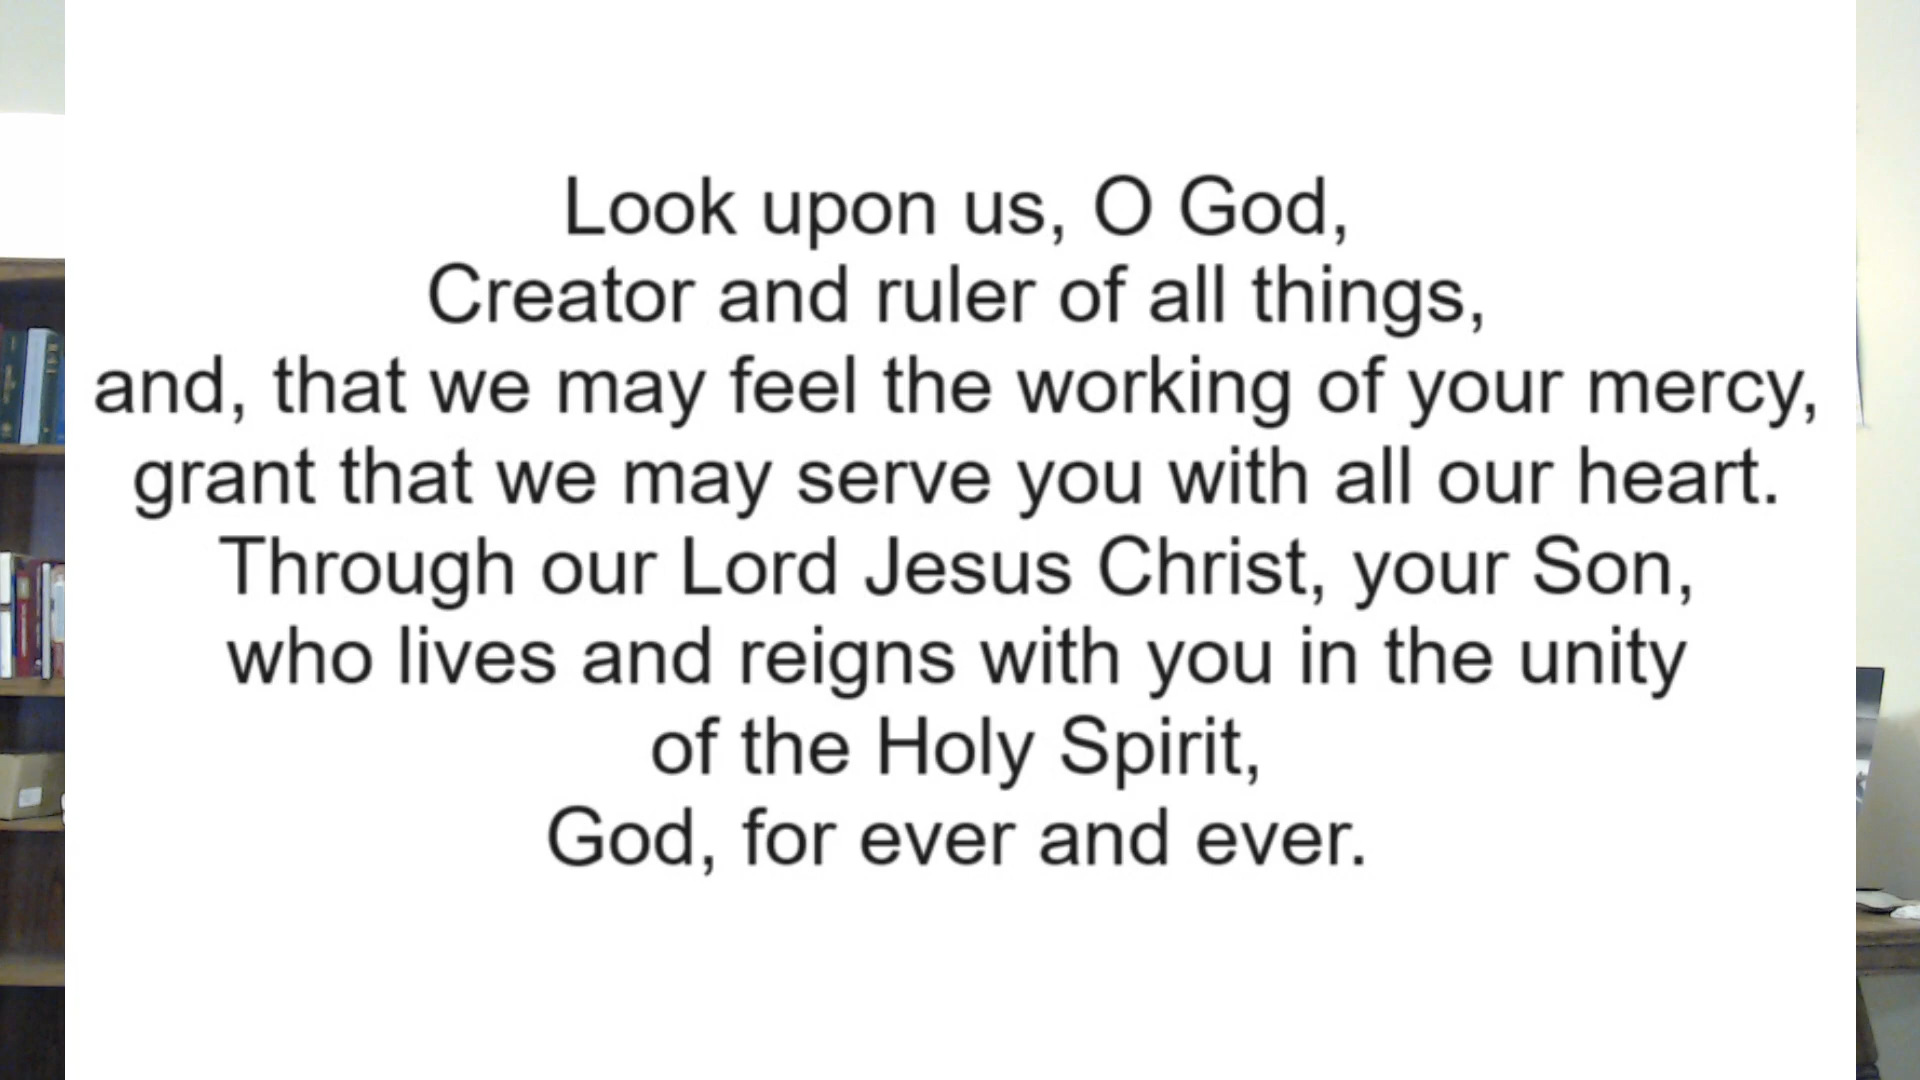 Look upon us, O God,
Creator and ruler of all things,
and, that we may feel the working of your mercy,
grant that we may serve you with all our heart.
Through our Lord Jesus Christ, your Son,
who lives and reigns with you in the unity
of the Holy Spirit,
God, for ever and ever.